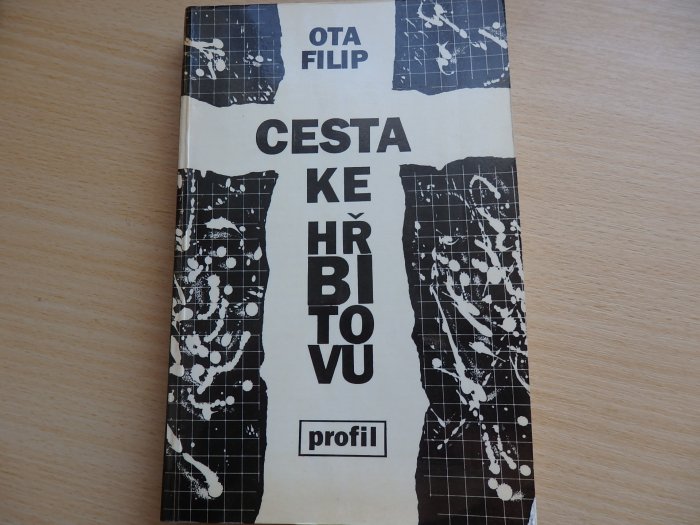 OTA
FILIP
CESTA
KE
HŘ
BI
TO
VU
profil